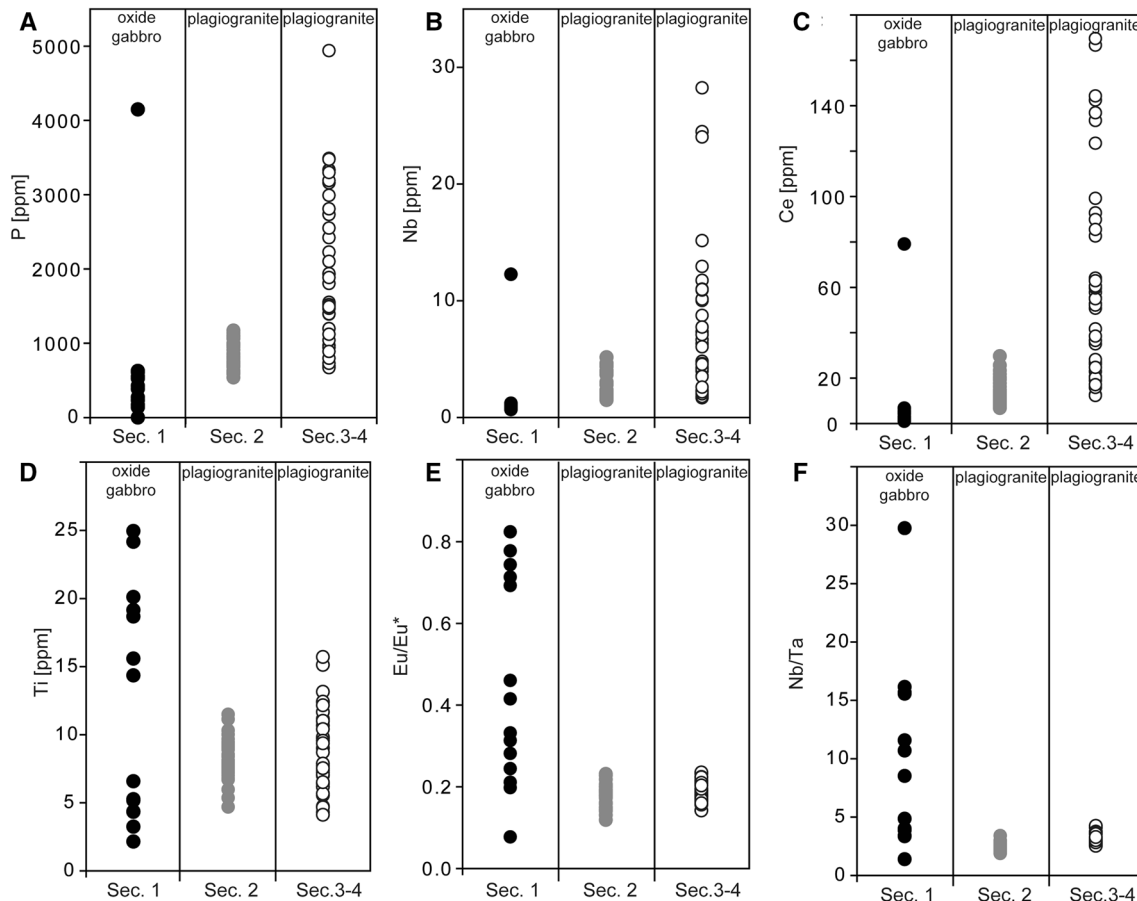 A
oxide gabbro
plagiogranite
plagiogranite
P [ppm]
5000
4000
3000
2000
1000
0
Sec. 1
Sec. 2
Sec.3-4
B
oxide gabbro
plagiogranite
plagiogranite
Nb [ppm]
30
20
10
0
Sec. 1
Sec. 2
Sec.3-4
C
oxide gabbro
plagiogranite
plagiogranite
Ce [ppm]
140
100
60
20
0
Sec. 1
Sec. 2
Sec.3-4
D
oxide gabbro
plagiogranite
plagiogranite
Ti [ppm]
25
20
15
10
5
0
Sec. 1
Sec. 2
Sec.3-4
E
oxide gabbro
plagiogranite
plagiogranite
Eu/Eu*
0.8
0.6
0.4
0.2
0.0
Sec. 1
Sec. 2
Sec.3-4
F
oxide gabbro
plagiogranite
plagiogranite
Nb/Ta
30
25
20
15
10
5
0
Sec. 1
Sec. 2
Sec.3-4